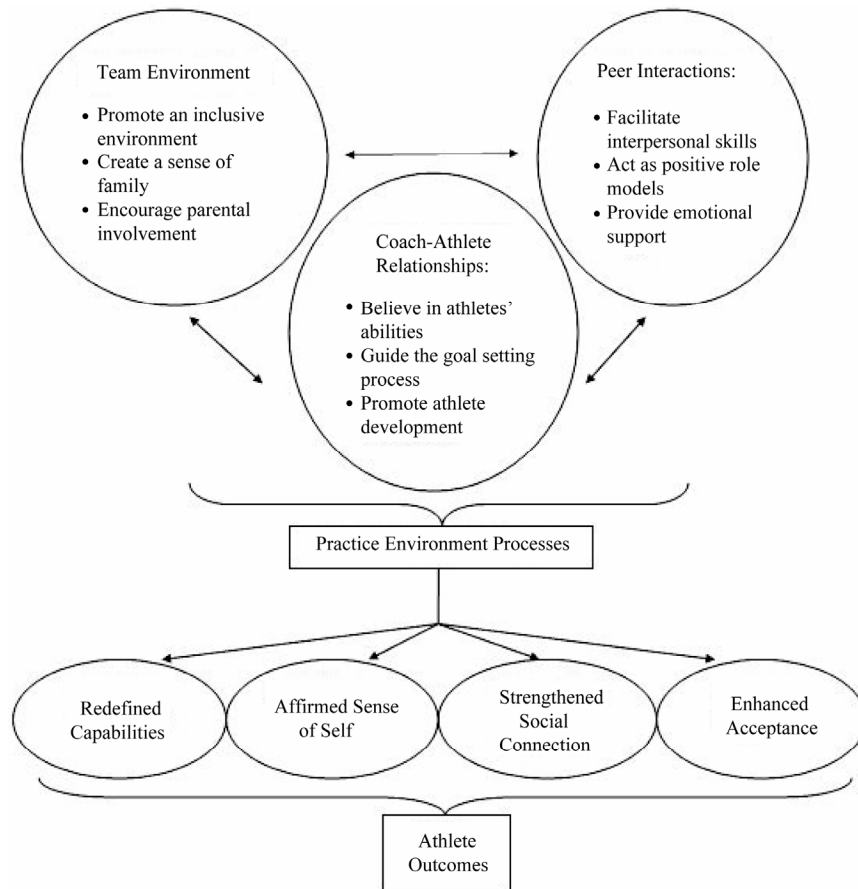 Team Environment
• Promote an inclusive
environment
• Create a sense of
family
• Encourage parental
involvement
Peer Interactions:
• Facilitate
interpersonal skills
• Act as positive role
models
• Provide emotional
support
Coach-Athlete
Relationships:
• Believe in athletes’
abilities
• Guide the goal setting
process
• Promote athlete
development
Practice Environment Processes
Redefined
Capabilities
Affirmed Sense
of Self
Strengthened
Social
Connection
Enhanced
Acceptance
Athlete
Outcomes